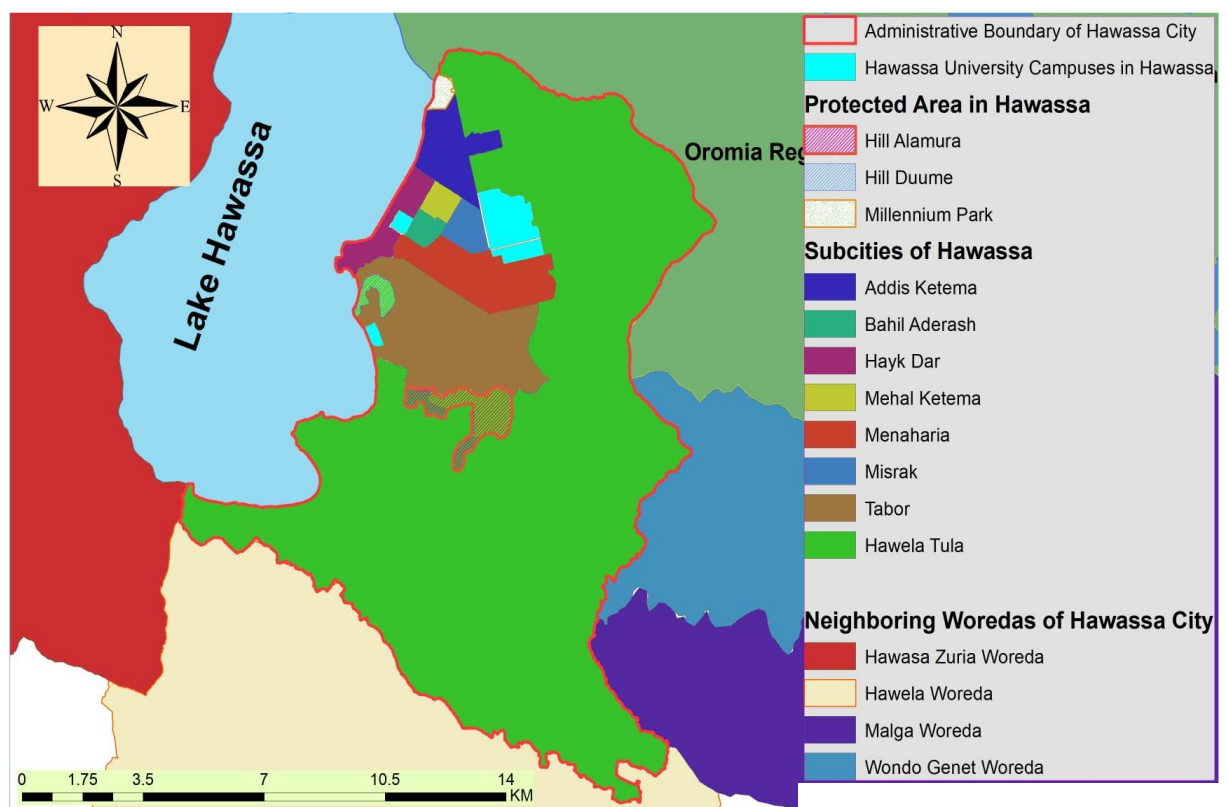 N
W
E
S
Lake Hawassa
Oromia Reg
0 1.75 3.5 7 10.5 14
KM
Administrative Boundary of Hawassa City
Hawassa University Campuses in Hawassa
Protected Area in Hawassa
Hill Alamura
Hill Duume
Millennium Park
Subcities of Hawassa
Addis Ketema
Bahil Aderash
Hayk Dar
Mehal Ketema
Menaharia
Misrak
Tabor
Hawela Tula
Neighboring Woredas of Hawassa City
Hawasa Zuria Woreda
Hawela Woreda
Malga Woreda
Wondo Genet Woreda